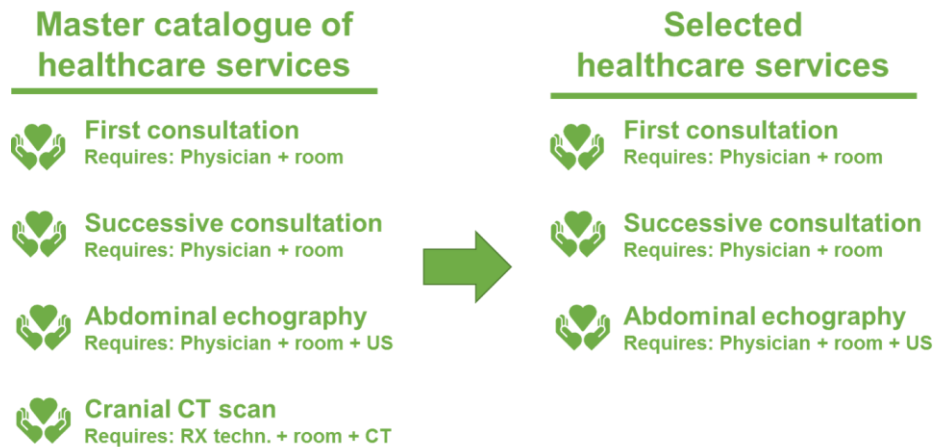 Master catalogue of
healthcare services
First consultation
Requires: Physician + room
Successive consultation
Requires: Physician + room
Abdominal echography
Requires: Physician + room + US
Cranial CT scan
Requires: RX techn. + room + CT
Selected
healthcare services
First consultation
Requires: Physician + room
Successive consultation
Requires: Physician + room
Abdominal echography
Requires: Physician + room + US